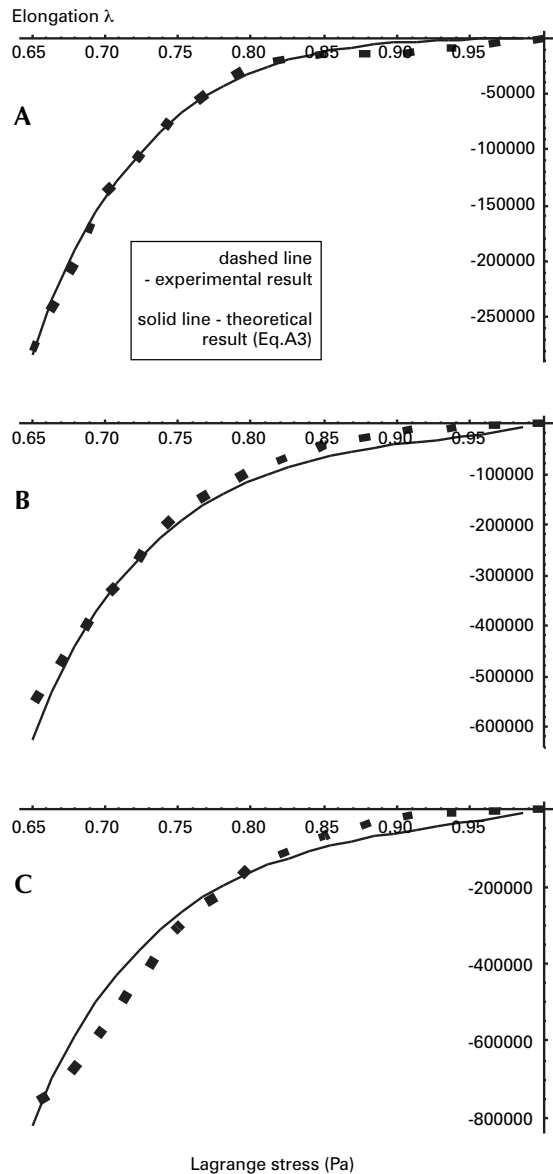 Elongation λ
0.65 0.70 0.75 0.80 0.85 0.90 0.95
A
-50000
-100000
-150000
-200000
-250000
dashed line
- experimental result
solid line - theoretical
result (Eq.A3)
0.65 0.70 0.75 0.80 0.85 0.90 0.95
B
-100000
-200000
-300000
-400000
-500000
-600000
0.65 0.70 0.75 0.80 0.85 0.90 0.95
C
-200000
-400000
-600000
-800000
Lagrange stress (Pa)